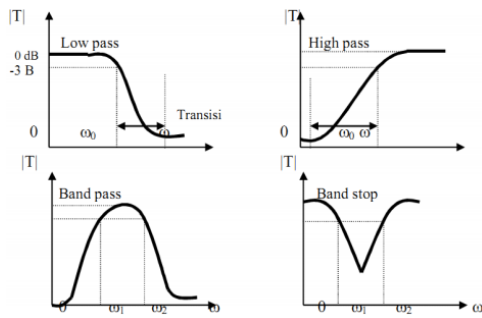 |T|
Low pass
0 dB
-3 B
Transisi
0
ω₀
ω
|T|
High pass
0
ω₀ ω
|T|
Band pass
0
ω₁
ω₂
ω
|T|
Band stop
0
ω₁
ω₂
ω